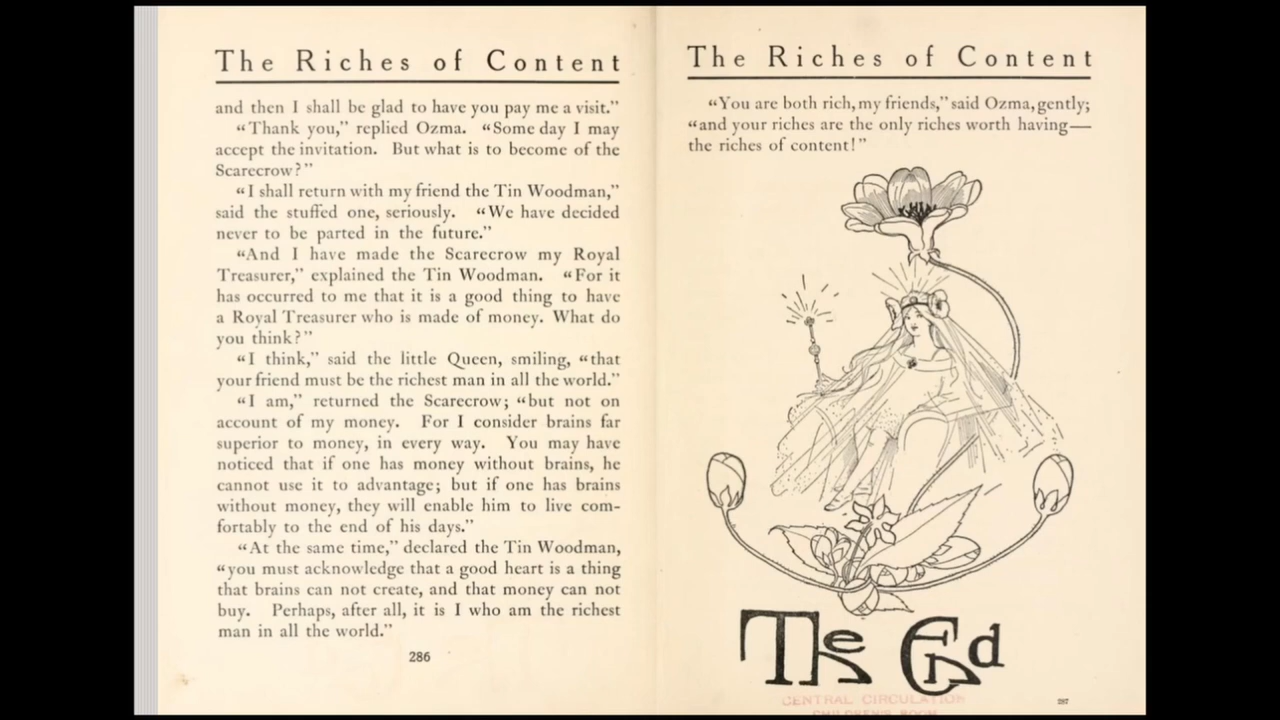 The Riches of Content
and then I shall be glad to have you pay me a visit.”
“Thank you,” replied Ozma. “Some day I may
accept the invitation. But what is to become of the
Scarecrow?”
“I shall return with my friend the Tin Woodman,”
said the stuffed one, seriously. “We have decided
never to be parted in the future.”
“And I have made the Scarecrow my Royal
Treasurer,” explained the Tin Woodman. “For it
has occurred to me that it is a good thing to have
a Royal Treasurer who is made of money. What do
you think?”
“I think,” said the little Queen, smiling, “that
your friend must be the richest man in all the world.”
“I am,” returned the Scarecrow; “but not on
account of my money. For I consider brains far
superior to money, in every way. You may have
noticed that if one has money without brains, he
cannot use it to advantage; but if one has brains
without money, they will enable him to live com-
fortably to the end of his days.”
“At the same time,” declared the Tin Woodman,
“you must acknowledge that a good heart is a thing
that brains can not create, and that money can not
buy. Perhaps, after all, it is I who am the richest
man in all the world.”
286
The Riches of Content
“You are both rich, my friends,” said Ozma, gently;
“and your riches are the only riches worth having—
the riches of content!”
The End
CENTRAL CIRCULATION
CHILDREN'S ROOM
287